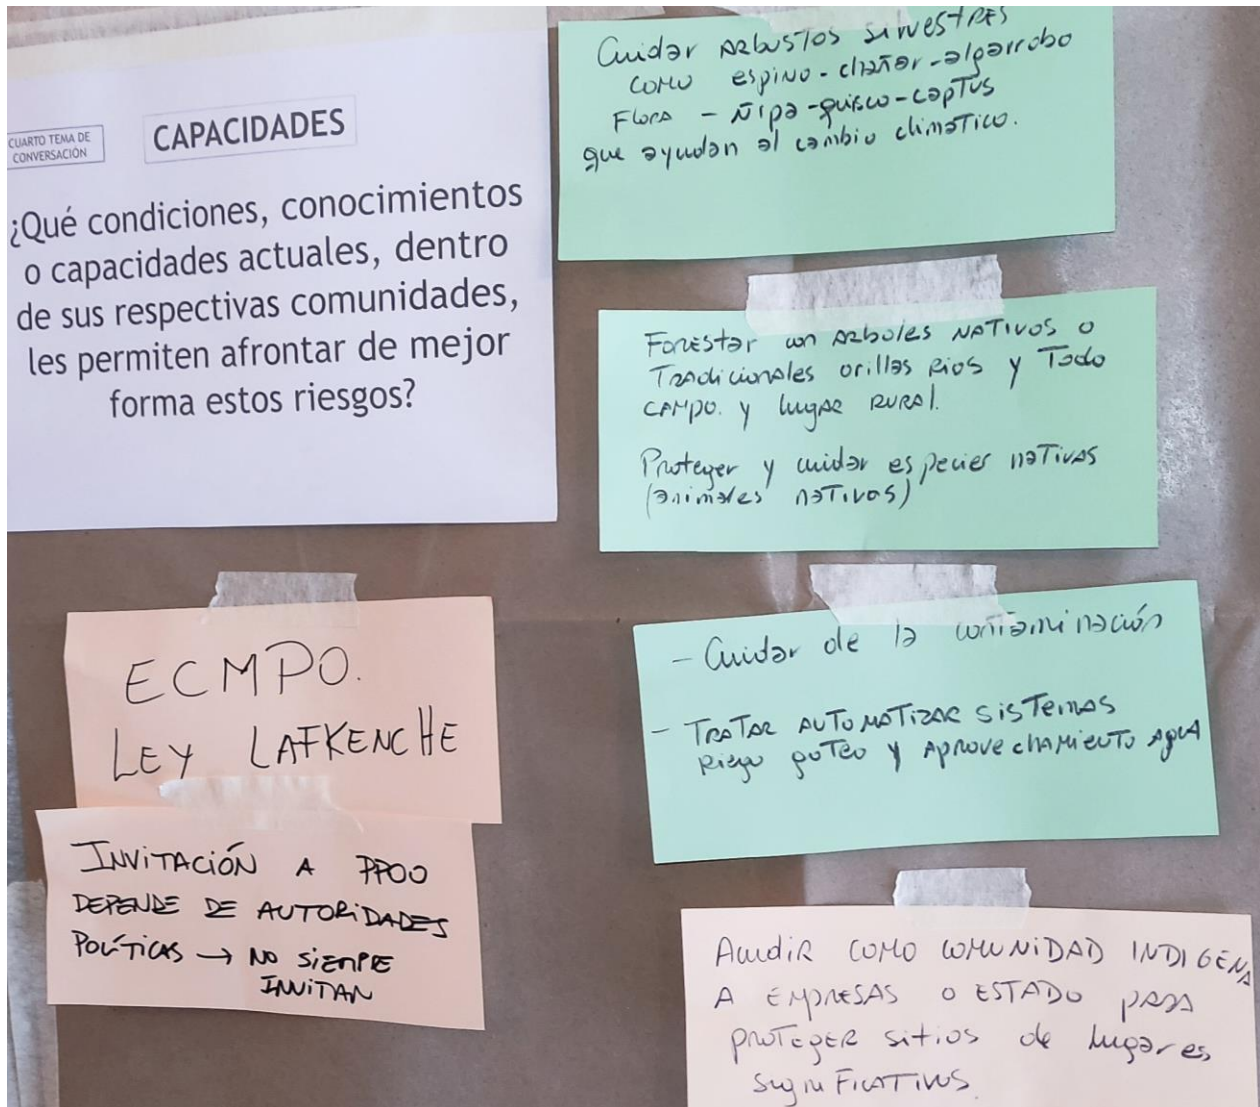 CUARTO TEMA DE
CONVERSACIÓN
CAPACIDADES
¿Qué condiciones, conocimientos
o capacidades actuales, dentro
de sus respectivas comunidades,
les permiten afrontar de mejor
forma estos riesgos?
Cuidar ARbUSTOS SilvestRES
COMO espino - chañar - algarrobo
FlORA - Ñipa - quisco - captus
que ayudan al cambio climático.
FORESTar con ARboles NATIVOS o
TRAdicionales orillas Rios y Todo
CAMPO. y lugAR RURAl.
Proteger y cuidar especies naTivas
(animales naTivos)
- Cuidar de la contaminación
- TRATAR AUTOMATIZAR SISTemas
Riego goTeo y APROVEchAMIENTO AGUA
ECMPO.
LEY LAFKENCHE
INVITACIÓN A PPOO
DEPENDE DE AUTORIDADES
POLÍTICAS → NO SIEMPRE
INVITAN
AcudiR COMO COMUNIDAD INDIGENA
A EMPRESAS O ESTADO paRA
pROTEgER sitios de lugares
signiFICATIVOS.